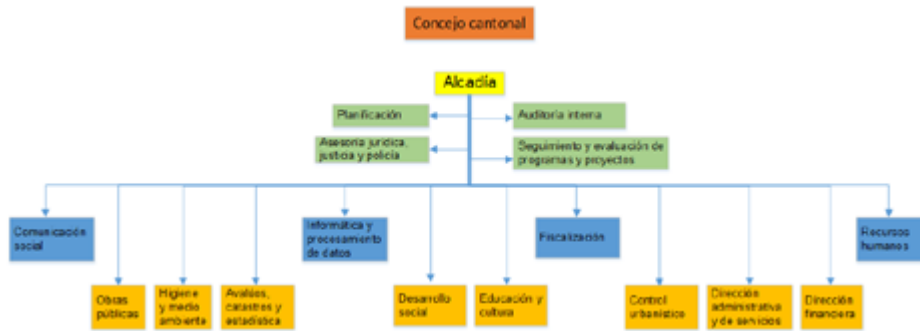 Concejo cantonal
Alcadía
Planificación
Auditoría interna
Asesoría jurídica,
justicia y policía
Seguimiento y evaluación de
programas y proyectos
Comunicación
social
Informática y
procesamiento
de datos
Fiscalización
Recursos
humanos
Obras
públicas
Higiene
y medio
ambiente
Avalúos,
catastros y
estadística
Desarrollo
social
Educación y
cultura
Control
urbanístico
Dirección
administrativa
y de servicios
Dirección
financiera